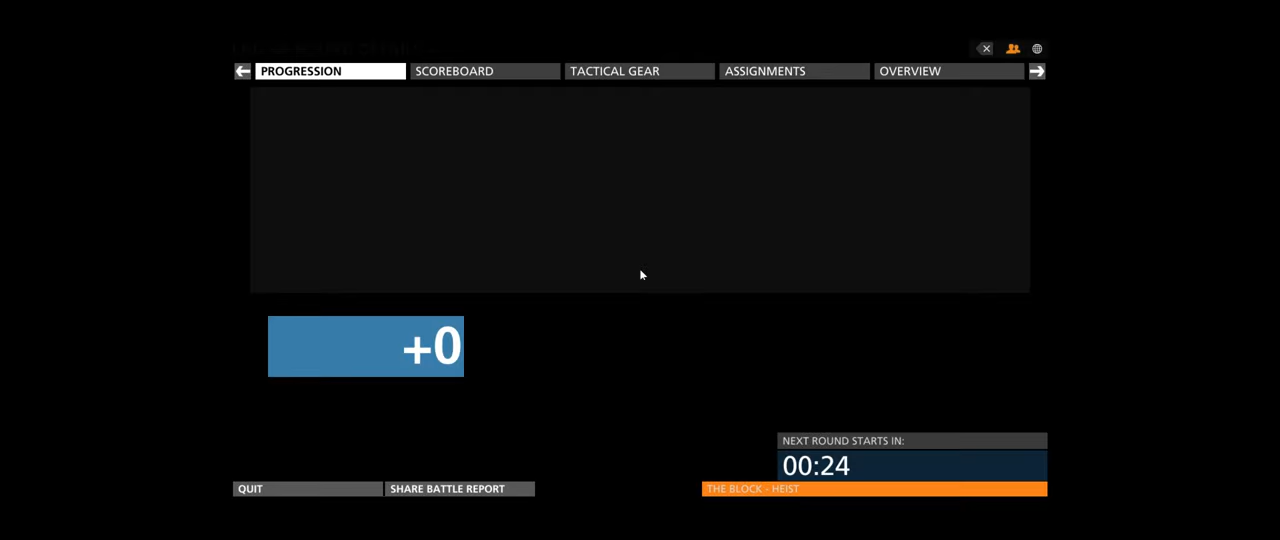 PROGRESSION
SCOREBOARD
TACTICAL GEAR
ASSIGNMENTS
OVERVIEW
+0
NEXT ROUND STARTS IN:
00:24
QUIT
SHARE BATTLE REPORT
THE BLOCK - HEIST